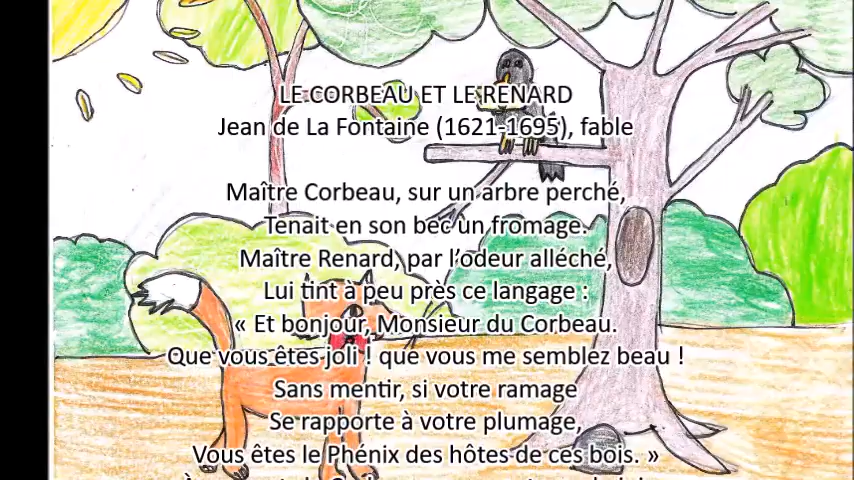 LE CORBEAU ET LE RENARD
Jean de La Fontaine (1621-1695), fable
Maître Corbeau, sur un arbre perché,
Tenait en son bec un fromage.
Maître Renard, par l'odeur alléché,
Lui tint à peu près ce langage :
« Et bonjour, Monsieur du Corbeau.
Que vous êtes joli ! que vous me semblez beau !
Sans mentir, si votre ramage
Se rapporte à votre plumage,
Vous êtes le Phénix des hôtes de ces bois. »